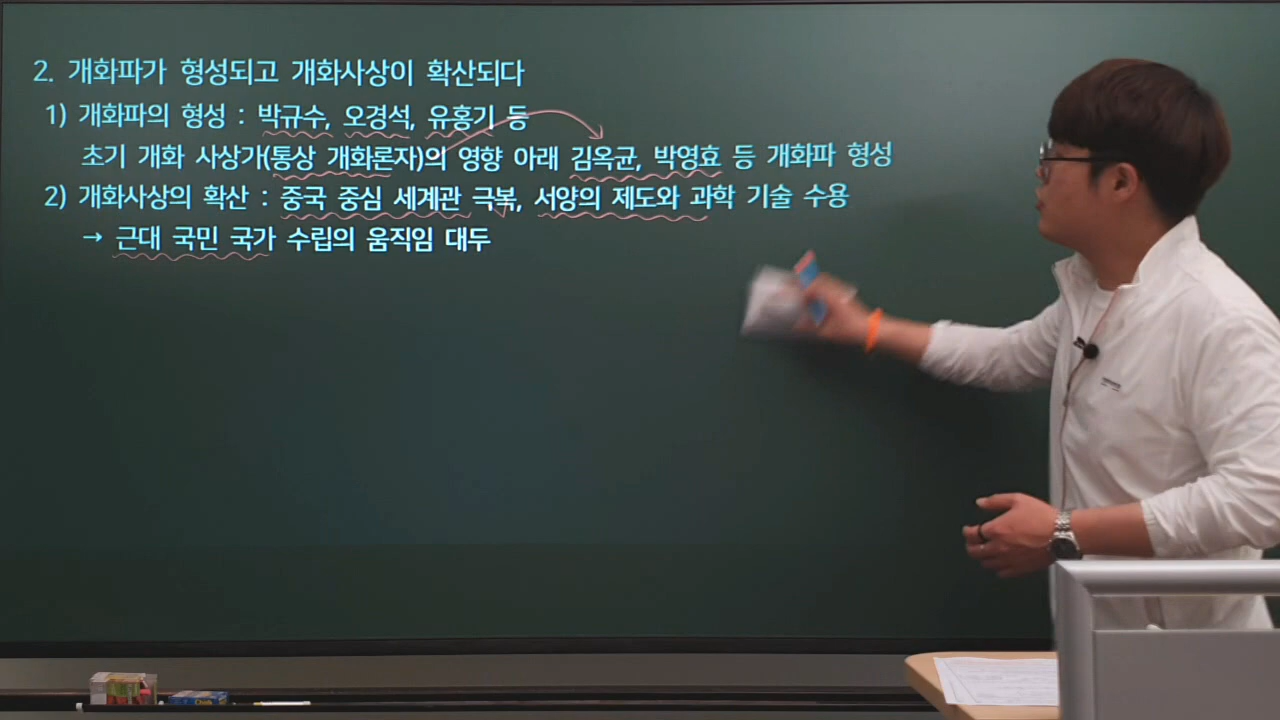 2. 개화파가 형성되고 개화사상이 확산되다
1) 개화파의 형성 : 박규수, 오경석, 유홍기 등
초기 개화 사상가(통상 개화론자)의 영향 아래 김옥균, 박영효 등 개화파 형성
2) 개화사상의 확산 : 중국 중심 세계관 극복, 서양의 제도와 과학 기술 수용
→ 근대 국민 국가 수립의 움직임 대두